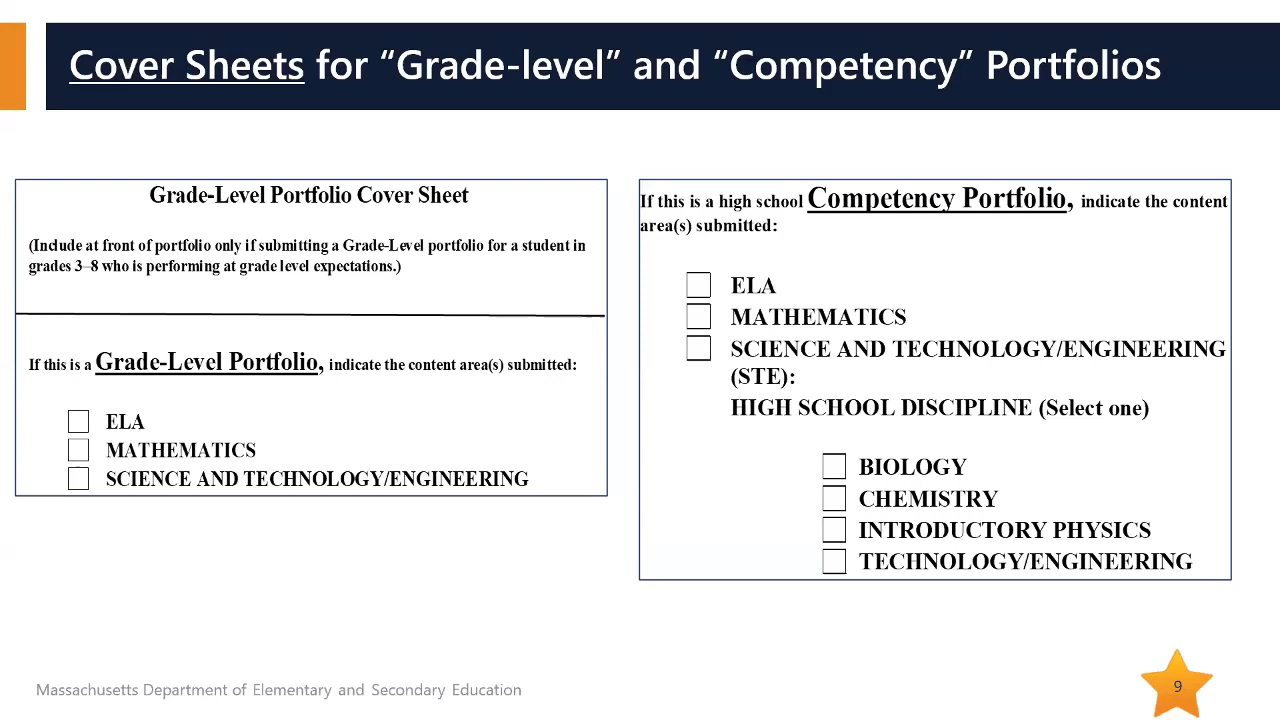 Cover Sheets for “Grade-level” and “Competency” Portfolios
Grade-Level Portfolio Cover Sheet
(Include at front of portfolio only if submitting a Grade-Level portfolio for a student in
grades 3–8 who is performing at grade level expectations.)
If this is a Grade-Level Portfolio, indicate the content area(s) submitted:
ELA
MATHEMATICS
SCIENCE AND TECHNOLOGY/ENGINEERING
If this is a high school Competency Portfolio, indicate the content
area(s) submitted:
ELA
MATHEMATICS
SCIENCE AND TECHNOLOGY/ENGINEERING
(STE):
HIGH SCHOOL DISCIPLINE (Select one)
BIOLOGY
CHEMISTRY
INTRODUCTORY PHYSICS
TECHNOLOGY/ENGINEERING
Massachusetts Department of Elementary and Secondary Education
9